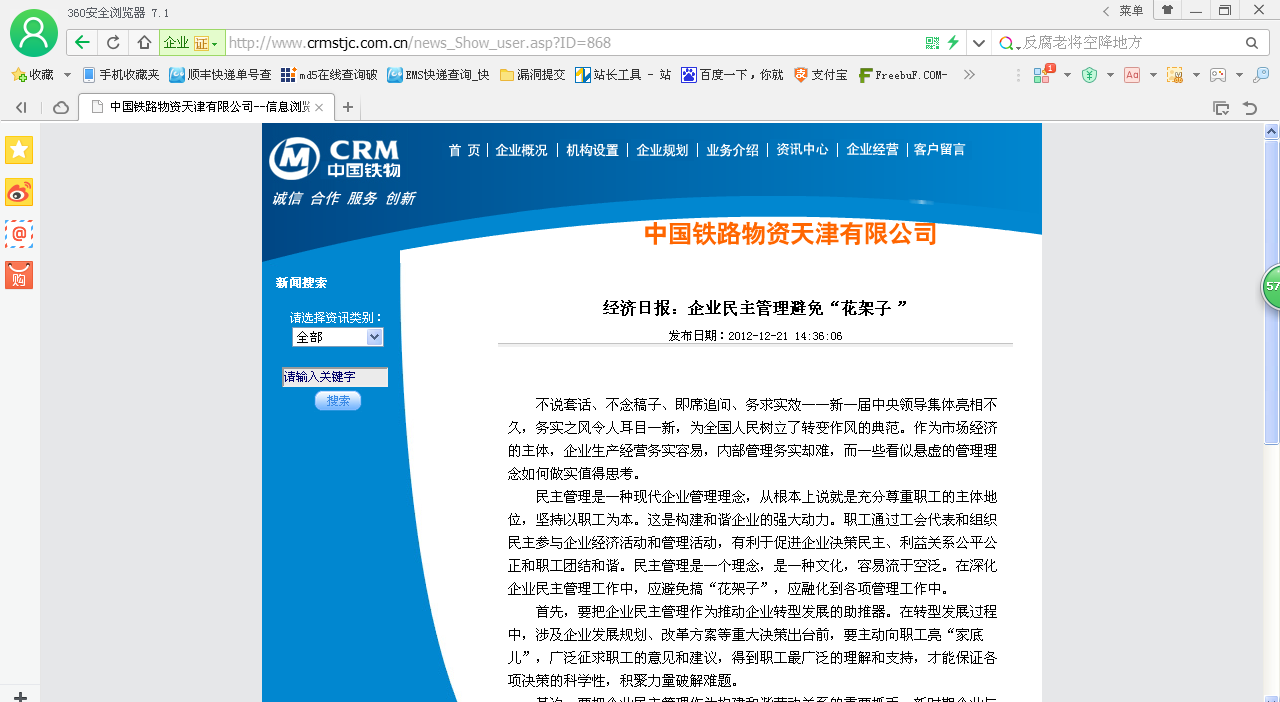 360安全浏览器 7.1
菜单
企业 证
http://www.crmstjc.com.cn/news_Show_user.asp?ID=868
反腐老将空降地方
收藏 手机收藏夹 顺丰快递单号查 md5在线查询破 EMS快递查询_快 漏洞提交 站长工具 - 站 百度一下，你就 支付宝 FreebuF.COM-
中国铁路物资天津有限公司--信息浏览
CRM
中国铁物
诚信 合作 服务 创新
首 页 企业概况 机构设置 企业规划 业务介绍 资讯中心 企业经营 客户留言
中国铁路物资天津有限公司
新闻搜索
请选择资讯类别：
全部
请输入关键字
搜索
购
57
经济日报：企业民主管理避免“花架子 ”
发布日期：2012-12-21 14:36:06
不说套话、不念稿子、即席追问、务求实效——新一届中央领导集体亮相不
久，务实之风令人耳目一新，为全国人民树立了转变作风的典范。作为市场经济
的主体，企业生产经营务实容易，内部管理务实却难，而一些看似悬虚的管理理
念如何做实值得思考。
民主管理是一种现代企业管理理念，从根本上说就是充分尊重职工的主体地
位，坚持以职工为本。这是构建和谐企业的强大动力。职工通过工会代表和组织
民主参与企业经济活动和管理活动，有利于促进企业决策民主、利益关系公平公
正和职工团结和谐。民主管理是一个理念，是一种文化，容易流于空泛。在深化
企业民主管理工作中，应避免搞“花架子”，应融化到各项管理工作中。
首先，要把企业民主管理作为推动企业转型发展的助推器。在转型发展过程
中，涉及企业发展规划、改革方案等重大决策出台前，要主动向职工亮“家底
儿”，广泛征求职工的意见和建议，得到职工最广泛的理解和支持，才能保证各
项决策的科学性，积聚力量破解难题。